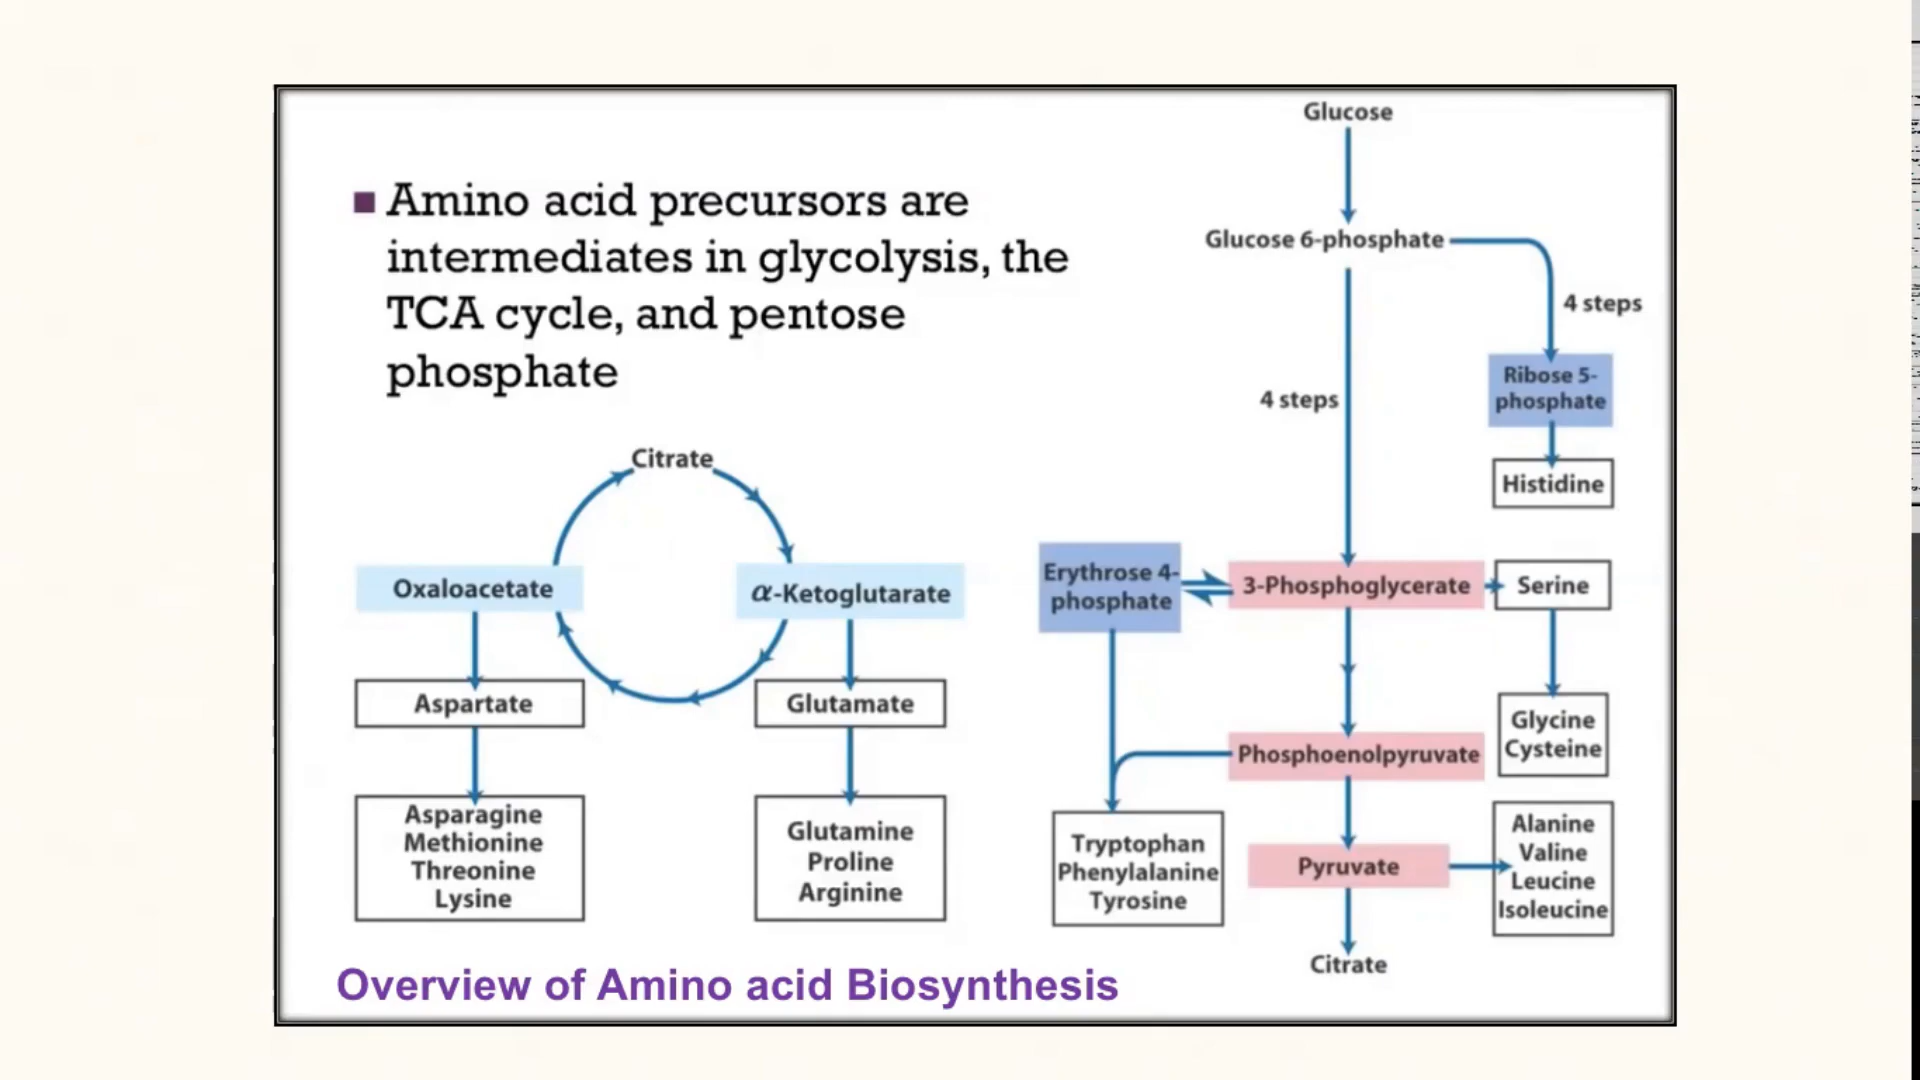 Amino acid precursors are
intermediates in glycolysis, the
TCA cycle, and pentose
phosphate
Glucose
Glucose 6-phosphate
4 steps
4 steps
Ribose 5-
phosphate
Histidine
Citrate
Oxaloacetate
α-Ketoglutarate
Aspartate
Glutamate
Asparagine
Methionine
Threonine
Lysine
Glutamine
Proline
Arginine
Erythrose 4-
phosphate
3-Phosphoglycerate
Serine
Glycine
Cysteine
Phosphoenolpyruvate
Tryptophan
Phenylalanine
Tyrosine
Pyruvate
Alanine
Valine
Leucine
Isoleucine
Citrate
Overview of Amino acid Biosynthesis